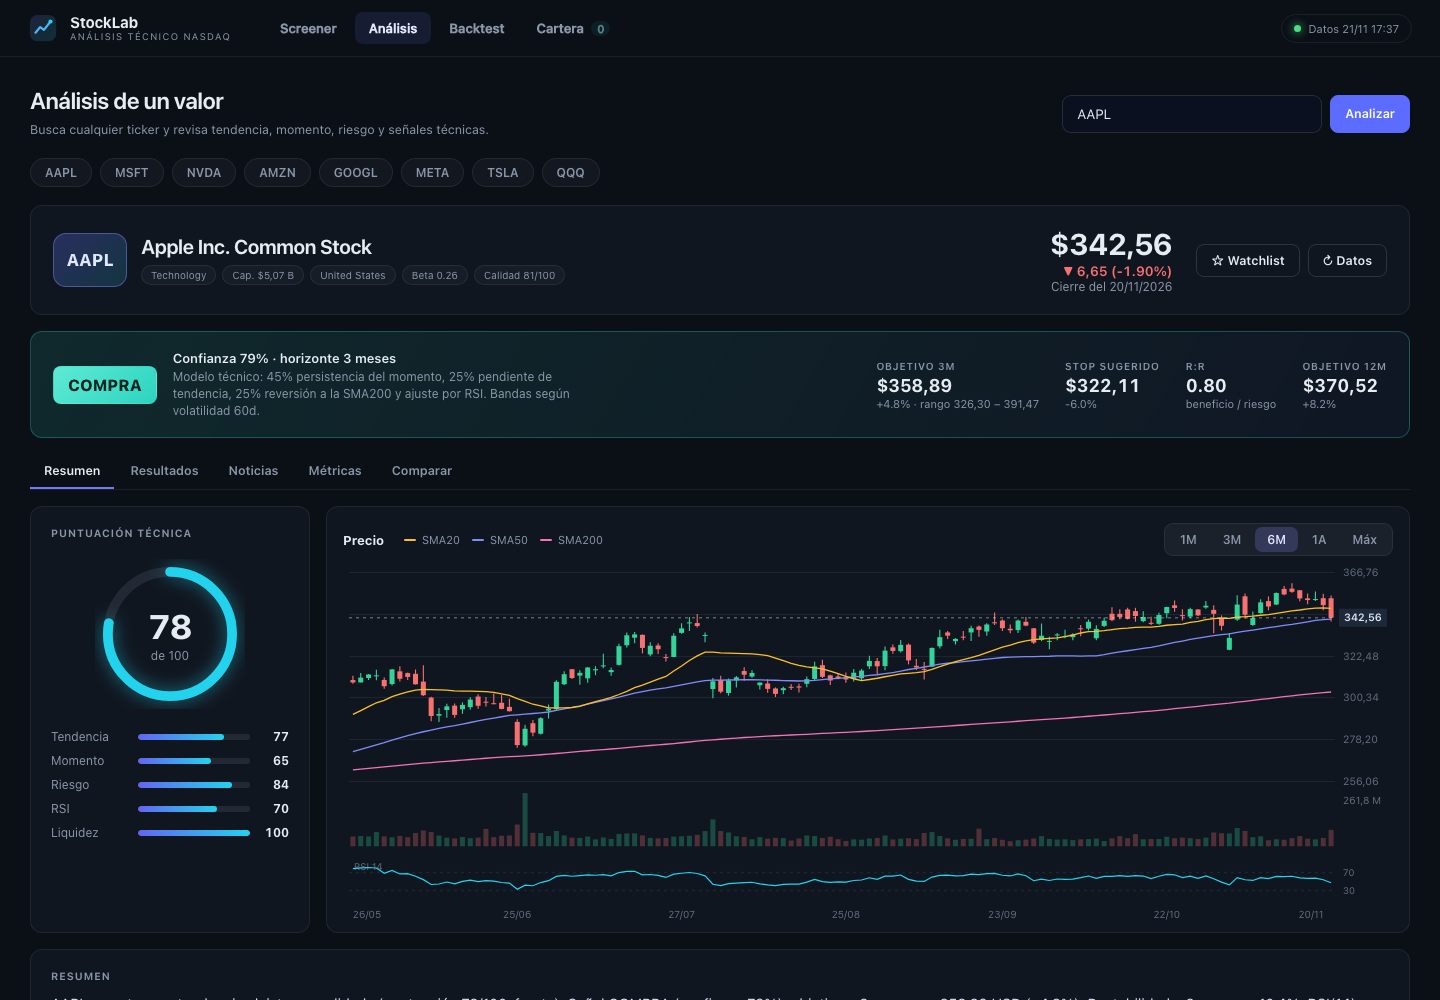 StockLab
ANÁLISIS TÉCNICO NASDAQ
Screener
Análisis
Backtest
Cartera 0
Datos 21/11 17:37
Análisis de un valor
Busca cualquier ticker y revisa tendencia, momento, riesgo y señales técnicas.
AAPL
Analizar
AAPL
MSFT
NVDA
AMZN
GOOGL
META
TSLA
QQQ
AAPL
Apple Inc. Common Stock
Technology
Cap. $5,07 B
United States
Beta 0.26
Calidad 81/100
$342,56
▼ 6,65 (-1.90%)
Cierre del 20/11/2026
☆ Watchlist
↻ Datos
COMPRA
Confianza 79% · horizonte 3 meses
Modelo técnico: 45% persistencia del momento, 25% pendiente de
tendencia, 25% reversión a la SMA200 y ajuste por RSI. Bandas según
volatilidad 60d.
OBJETIVO 3M
$358,89
+4.8% · rango 326,30 – 391,47
STOP SUGERIDO
$322,11
-6.0%
R:R
0.80
beneficio / riesgo
OBJETIVO 12M
$370,52
+8.2%
Resumen
Resultados
Noticias
Métricas
Comparar
PUNTUACIÓN TÉCNICA
78
de 100
Tendencia 77
Momento 65
Riesgo 84
RSI 70
Liquidez 100
Precio
SMA20
SMA50
SMA200
1M
3M
6M
1A
Máx
366,76
342,56
322,48
300,34
278,20
256,06
261,8 M
RSI 14
70
30
26/05
25/06
27/07
25/08
23/09
22/10
20/11
RESUMEN